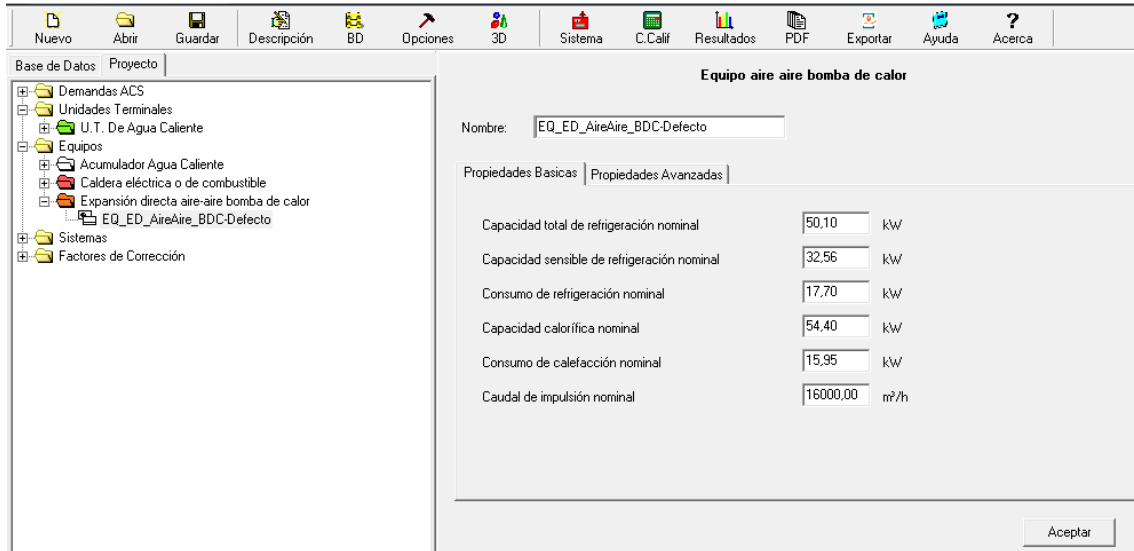 Nuevo Abrir Guardar Descripción BD Opciones 3D Sistema C.Calif Resultados PDF Exportar Ayuda Acerca
Base de Datos Proyecto
Demandas ACS
Unidades Terminales
U.T. De Agua Caliente
Equipos
Acumulador Agua Caliente
Caldera eléctrica o de combustible
Expansión directa aire-aire bomba de calor
EQ_ED_AireAire_BDC-Defecto
Sistemas
Factores de Corrección
Equipo aire aire bomba de calor
Nombre: EQ_ED_AireAire_BDC-Defecto
Propiedades Basicas Propiedades Avanzadas
Capacidad total de refrigeración nominal 50,10 kW
Capacidad sensible de refrigeración nominal 32,56 kW
Consumo de refrigeración nominal 17,70 kW
Capacidad calorífica nominal 54,40 kW
Consumo de calefacción nominal 15,95 kW
Caudal de impulsión nominal 16000,00 m³/h
Aceptar